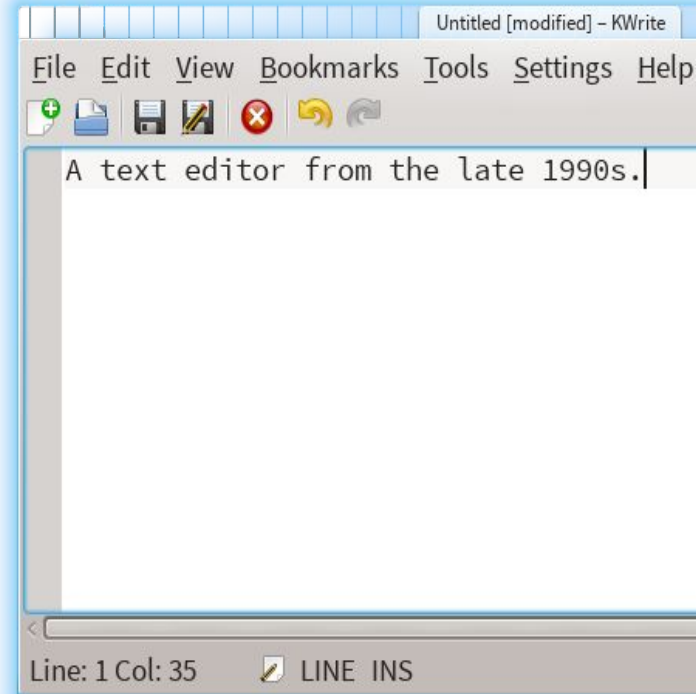 Untitled [modified] – KWrite
File Edit View Bookmarks Tools Settings Help
A text editor from the late 1990s.
Line: 1 Col: 35 LINE INS